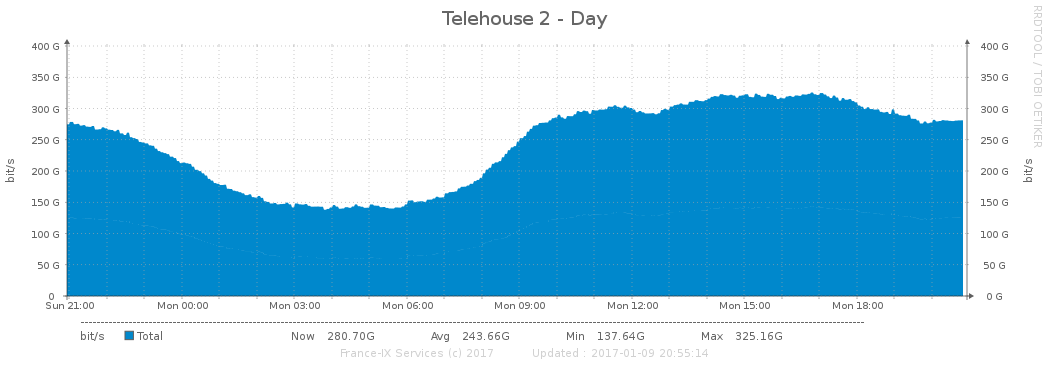 Telehouse 2 - Day
RRDTOOL / TOBI OETIKER
bit/s
400 G 400 G
350 G 350 G
300 G 300 G
250 G 250 G
200 G 200 G
150 G 150 G
100 G 100 G
50 G 50 G
0 0 G
bit/s
Sun 21:00 Mon 00:00 Mon 03:00 Mon 06:00 Mon 09:00 Mon 12:00 Mon 15:00 Mon 18:00
bit/s Total Now 280.70G Avg 243.66G Min 137.64G Max 325.16G
France-IX Services (c) 2017 Updated : 2017-01-09 20:55:14